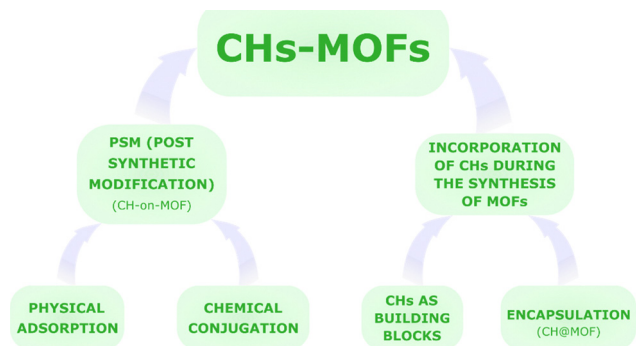 CHs-MOFs
PSM (POST
SYNTHETIC
MODIFICATION)
(CH-on-MOF)
INCORPORATION
OF CHs DURING
THE SYNTHESIS
OF MOFs
PHYSICAL
ADSORPTION
CHEMICAL
CONJUGATION
CHs AS
BUILDING
BLOCKS
ENCAPSULATION
(CH@MOF)